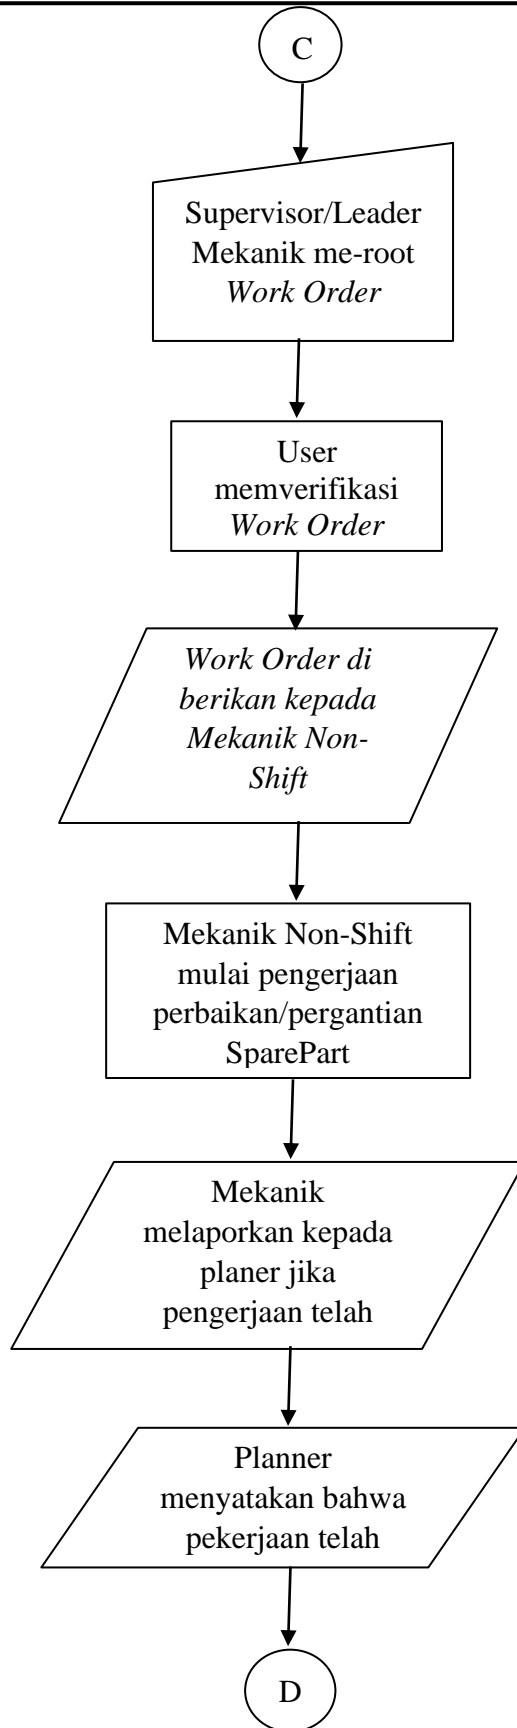 C
Supervisor/Leader
Mekanik me-root
Work Order
User
memverifikasi
Work Order
Work Order di
berikan kepada
Mekanik Non-
Shift
Mekanik Non-Shift
mulai pengerjaan
perbaikan/pergantian
SparePart
Mekanik
melaporkan kepada
planer jika
pengerjaan telah
Planner
menyatakan bahwa
pekerjaan telah
D